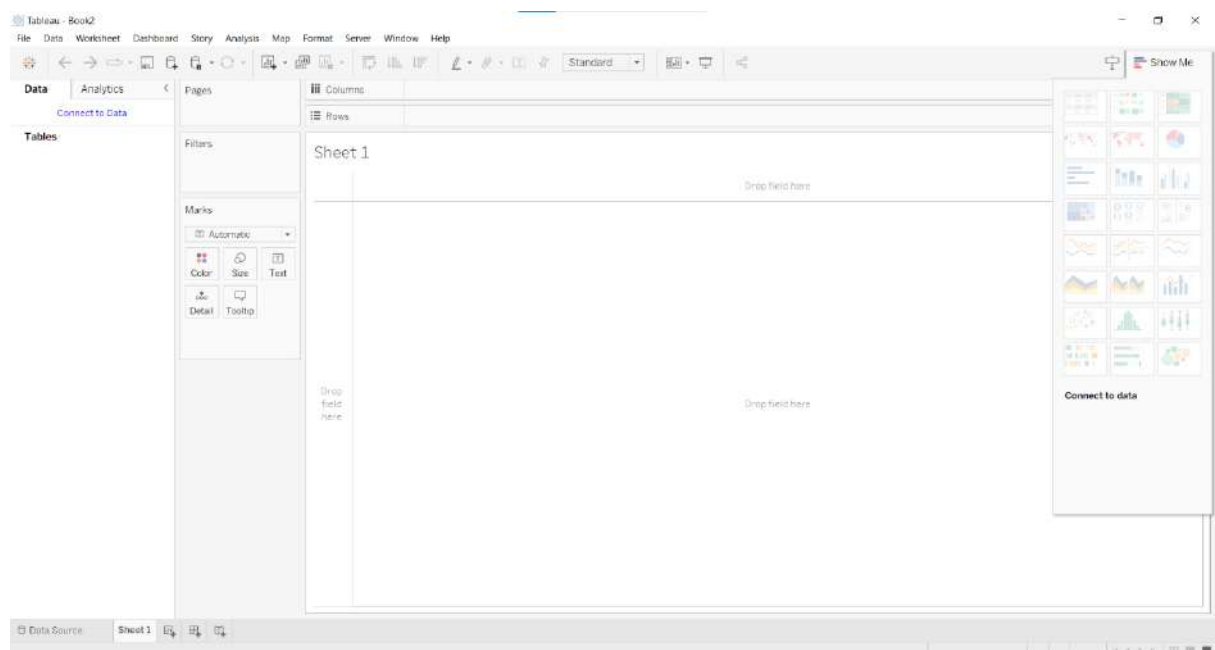 Tableau - Book2
File Data Worksheet Dashboard Story Analysis Map Format Server Window Help
Standard
Show Me
Data Analytics
Pages
Columns
Connect to Data
Rows
Tables
Filters
Sheet 1
Drop field here
Marks
Automatic
Color Size Text
Detail Tooltip
Drop
field
here
Drop field here
Connect to data
Data Source Sheet 1